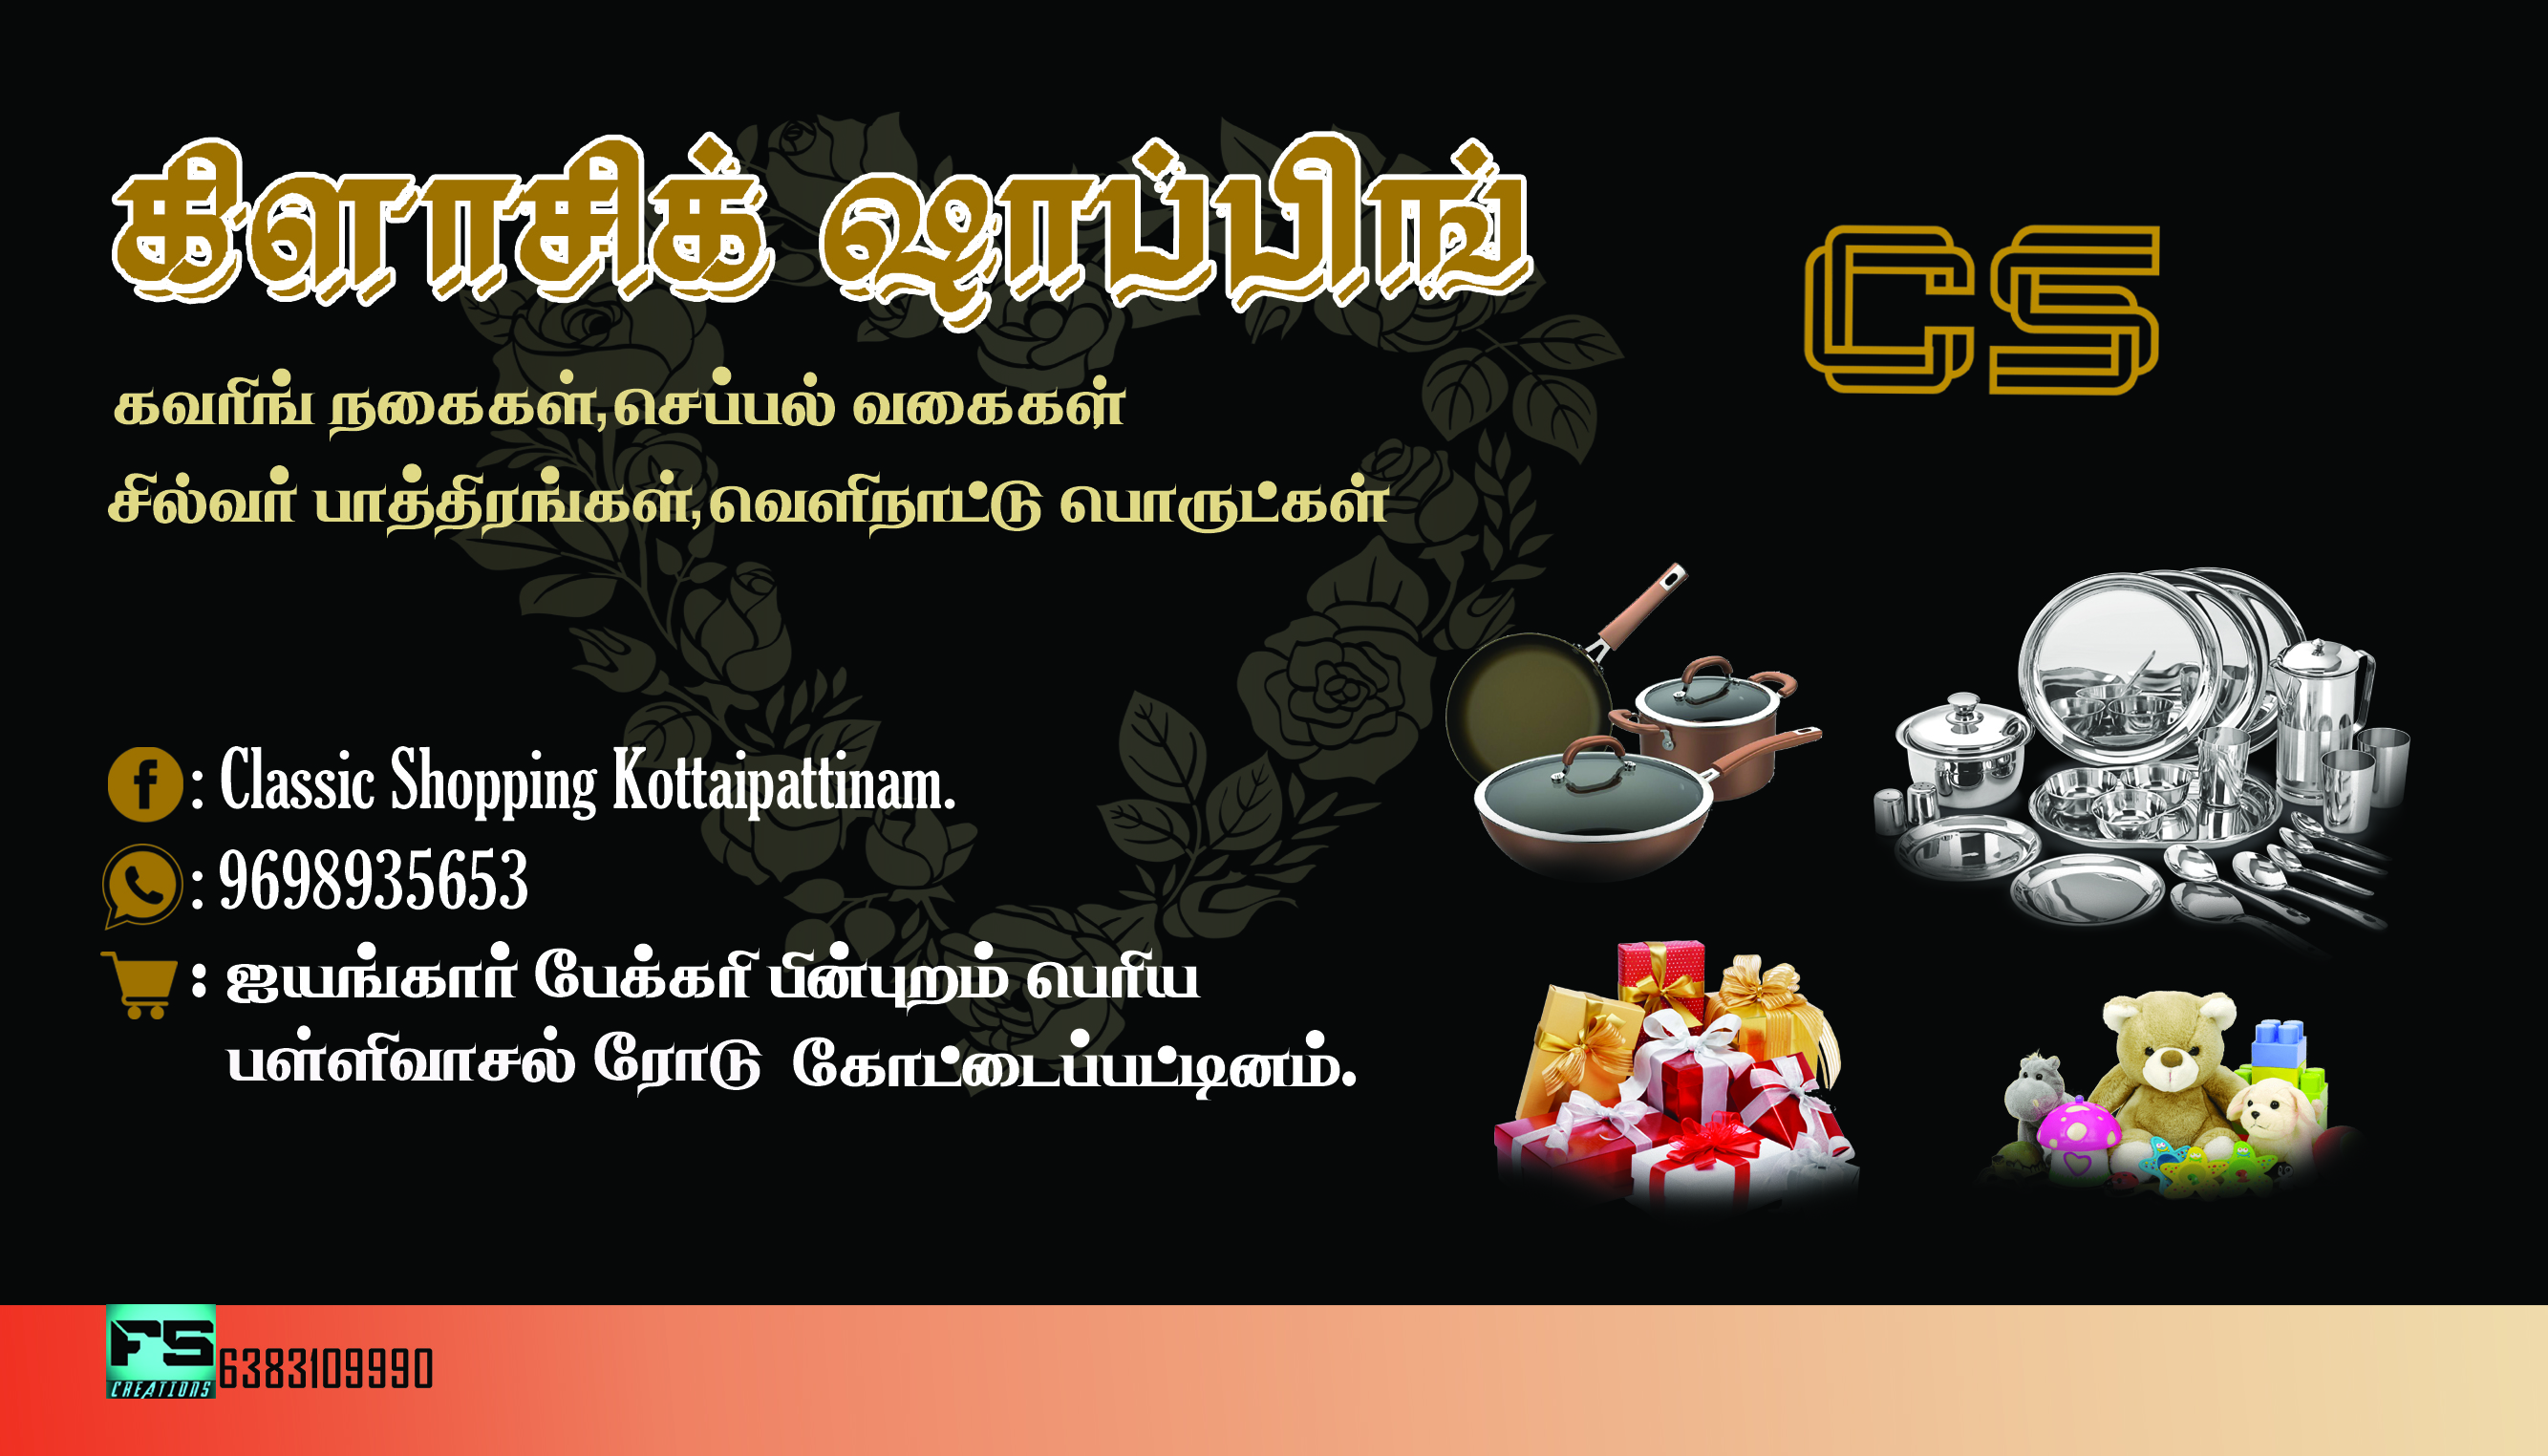 கிளாசிக் ஷாப்பிங்
CS
கவரிங் நகைகள்,செப்பல் வகைகள்
சில்வர் பாத்திரங்கள்,வெளிநாட்டு பொருட்கள்
: Classic Shopping Kottaipattinam.
: 9698935653
: ஐயங்கார் பேக்கரி பின்புறம் பெரிய
பள்ளிவாசல் ரோடு கோட்டைப்பட்டினம்.
FS
CREATIONS
6383109990